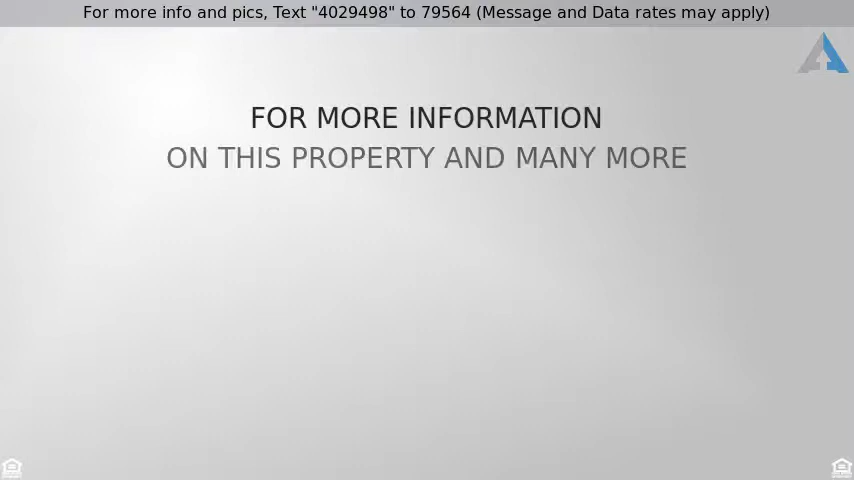 For more info and pics, Text "4029498" to 79564 (Message and Data rates may apply)
FOR MORE INFORMATION
ON THIS PROPERTY AND MANY MORE